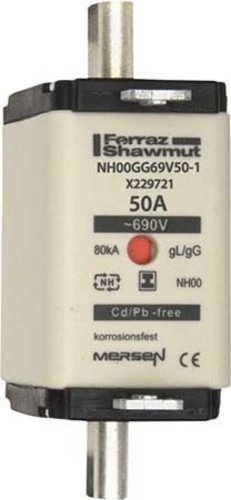 Ferraz
Shawmut
NH00GG69V50-1
X229721
50A
~690V
80kA gL/gG
NH NH00
Cd/Pb-free
korrosionsfest
MERSEN CE